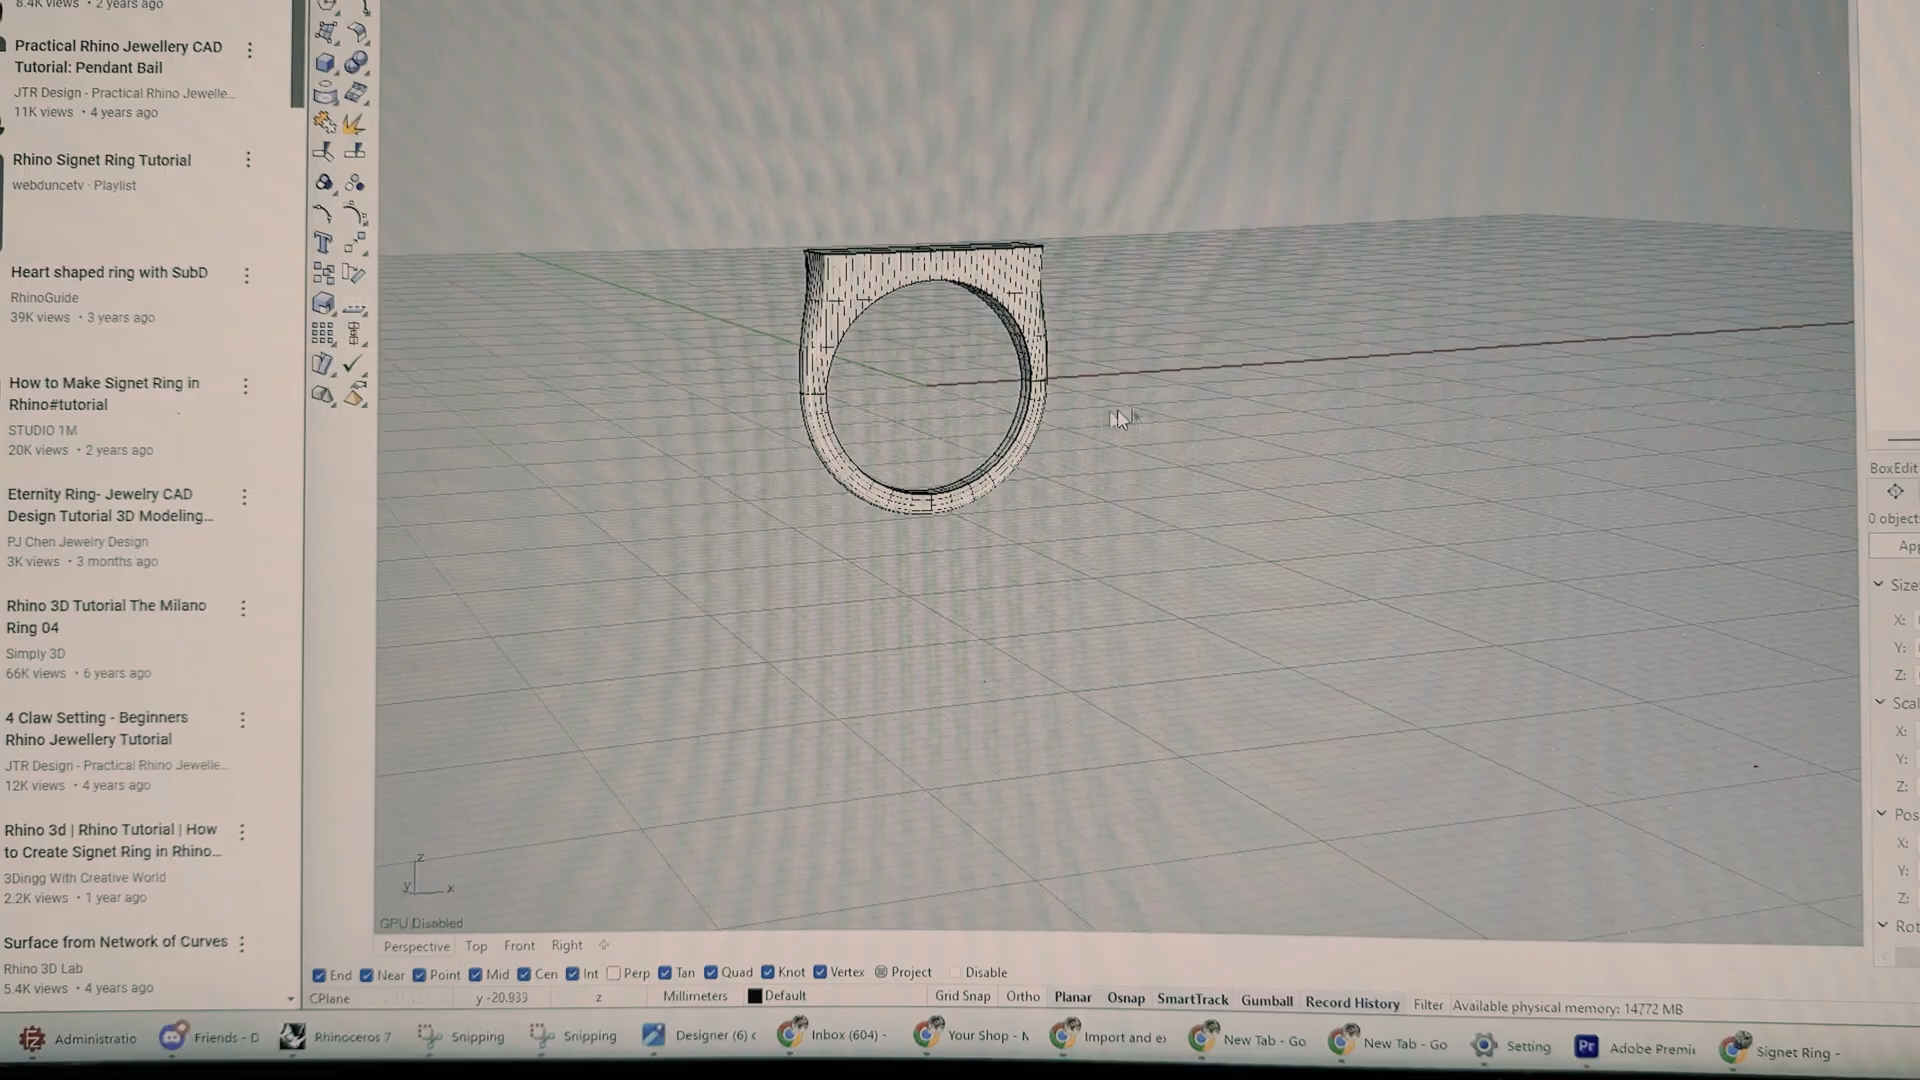 8.4K views • 2 years ago
Practical Rhino Jewellery CAD
Tutorial: Pendant Bail
JTR Design - Practical Rhino Jewelle...
11K views • 4 years ago
Rhino Signet Ring Tutorial
webduncetv · Playlist
Heart shaped ring with SubD
RhinoGuide
39K views • 3 years ago
How to Make Signet Ring in
Rhino#tutorial
STUDIO 1M
20K views • 2 years ago
Eternity Ring- Jewelry CAD
Design Tutorial 3D Modeling...
PJ Chen Jewelry Design
3K views • 3 months ago
Rhino 3D Tutorial The Milano
Ring 04
Simply 3D
66K views • 6 years ago
4 Claw Setting - Beginners
Rhino Jewellery Tutorial
JTR Design - Practical Rhino Jewelle...
12K views • 4 years ago
Rhino 3d | Rhino Tutorial | How
to Create Signet Ring in Rhino...
3Dingg With Creative World
2.2K views • 1 year ago
Surface from Network of Curves
Rhino 3D Lab
5.4K views • 4 years ago
z
y x
GPU Disabled
Perspective Top Front Right
End Near Point Mid Cen Int Perp Tan Quad Knot Vertex Project Disable
CPlane y -20.939 z Millimeters Default Grid Snap Ortho Planar Osnap SmartTrack Gumball Record History Filter Available physical memory: 14772 MB
BoxEdit
0 object
App
Size
X:
Y:
Z:
Scal
X:
Y:
Z:
Pos
X:
Y:
Z:
Rot
Administratio Friends - D Rhinoceros 7 Snipping Snipping Designer (6) c Inbox (604) - Your Shop - N Import and ex New Tab - Go New Tab - Go Setting Pr Adobe Premi Signet Ring -